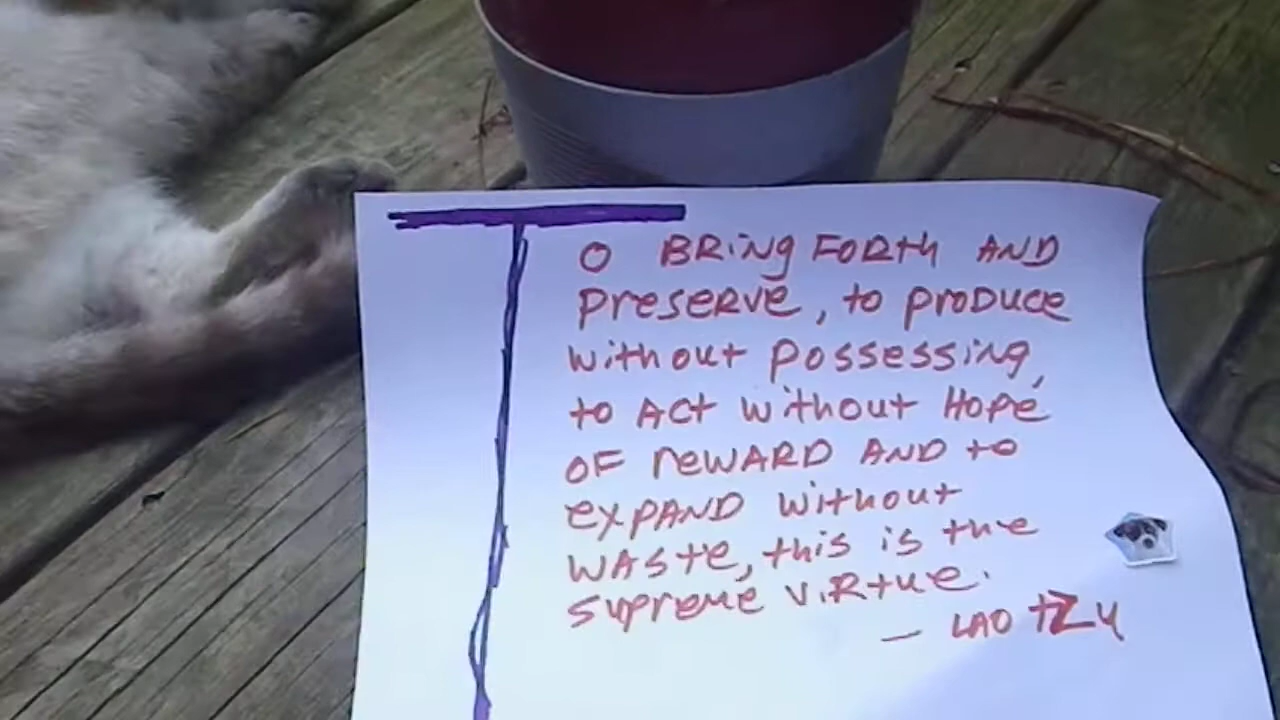 TO BRING FORTH AND
PRESERVE, to PRODUCE
without possessing,
to ACT without HOPE
OF REWARD AND to
EXPAND without
WASTE, this is the
SUPREME VIRTUE.
— LAO tZU